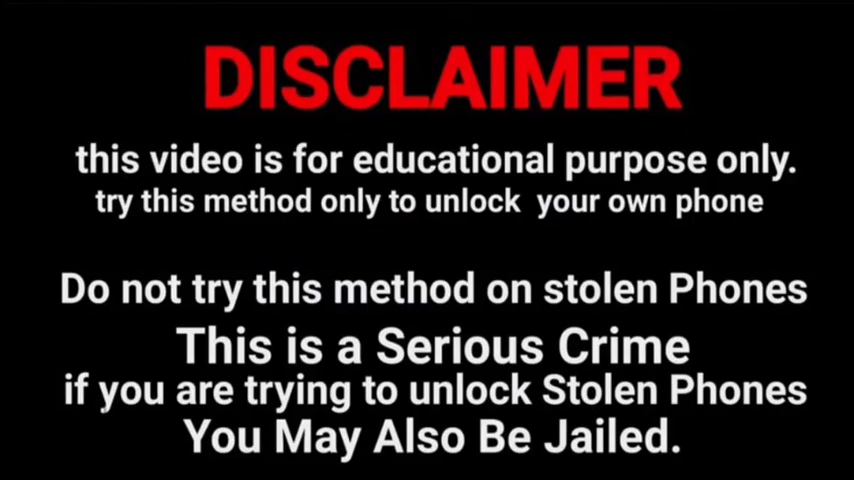 DISCLAIMER
this video is for educational purpose only.
try this method only to unlock your own phone
Do not try this method on stolen Phones
This is a Serious Crime
if you are trying to unlock Stolen Phones
You May Also Be Jailed.